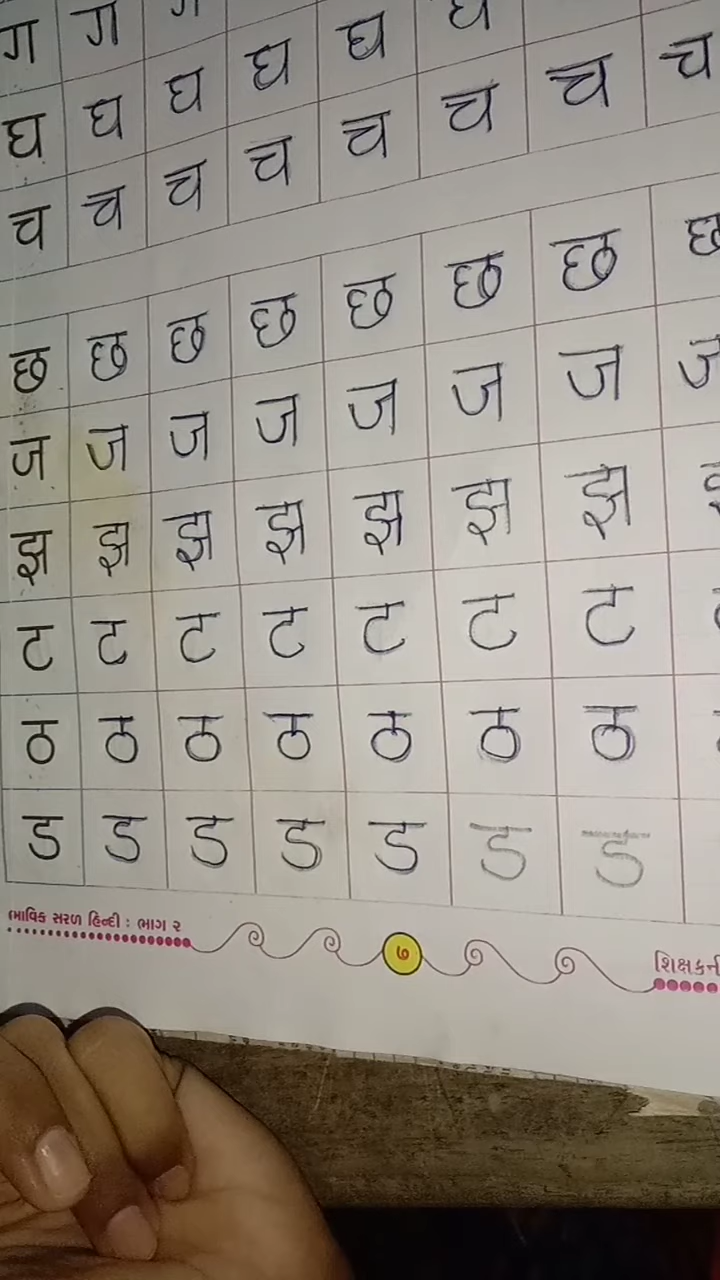 ग ग
घ घ घ घ घ घ
च च च च च च च च
छ छ छ छ छ छ छ छ
ज ज ज ज ज ज ज ज
झ झ झ झ झ झ झ
ट ट ट ट ट ट ट
ठ ठ ठ ठ ठ ठ ठ
ड ड ड ड ड ड ड
ભાવિક સરળ હિન્દી : ભાગ ૨ ૭